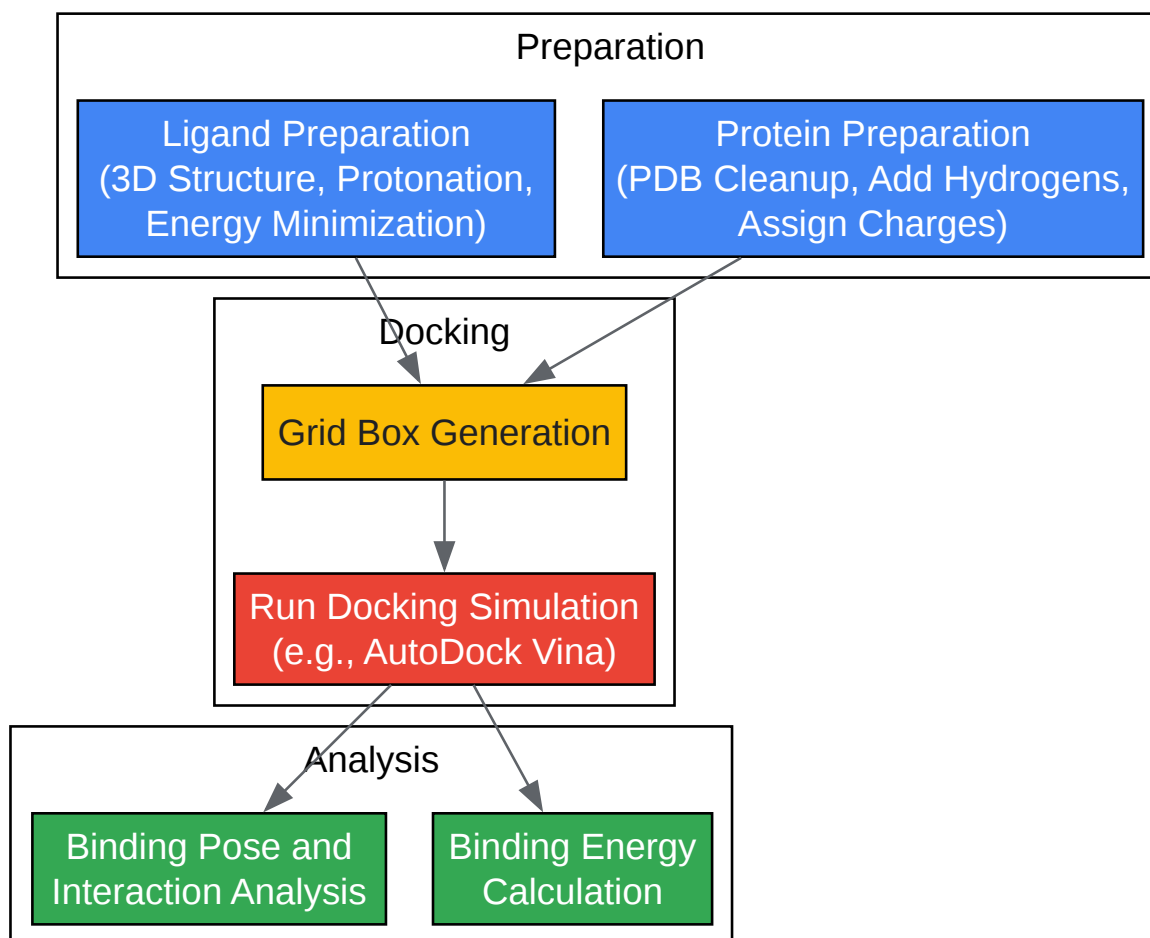 Preparation
Ligand Preparation
(3D Structure, Protonation,
Energy Minimization)
Protein Preparation
(PDB Cleanup, Add Hydrogens,
Assign Charges)
Docking
Grid Box Generation
Run Docking Simulation
(e.g., AutoDock Vina)
Analysis
Binding Pose and
Interaction Analysis
Binding Energy
Calculation